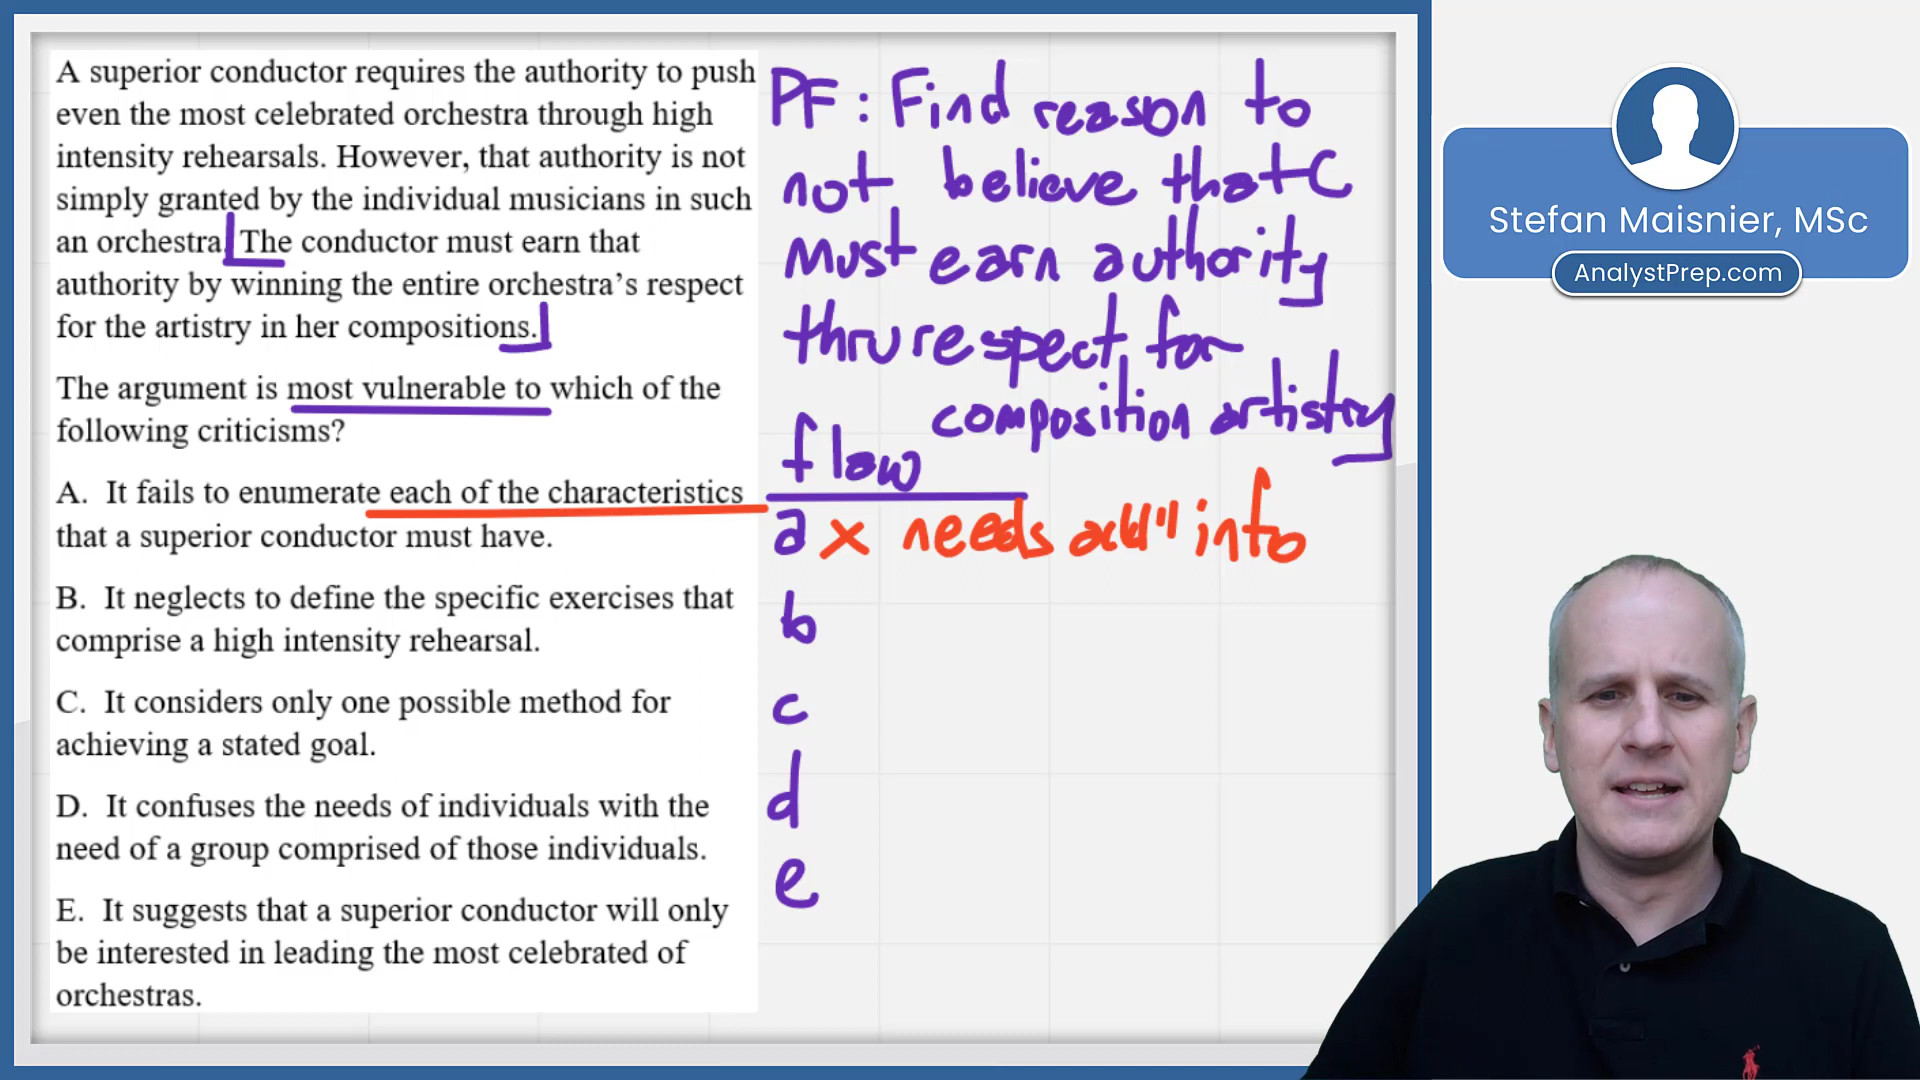 A superior conductor requires the authority to push
even the most celebrated orchestra through high
intensity rehearsals. However, that authority is not
simply granted by the individual musicians in such
an orchestra. The conductor must earn that
authority by winning the entire orchestra's respect
for the artistry in her compositions.
The argument is most vulnerable to which of the
following criticisms?
A. It fails to enumerate each of the characteristics
that a superior conductor must have.
B. It neglects to define the specific exercises that
comprise a high intensity rehearsal.
C. It considers only one possible method for
achieving a stated goal.
D. It confuses the needs of individuals with the
need of a group comprised of those individuals.
E. It suggests that a superior conductor will only
be interested in leading the most celebrated of
orchestras.
PF: Find reason to
not believe that C
must earn authority
thru respect for
composition artistry
flaw
a x needs add'l info
b
c
d
e
Stefan Maisnier, MSc
AnalystPrep.com